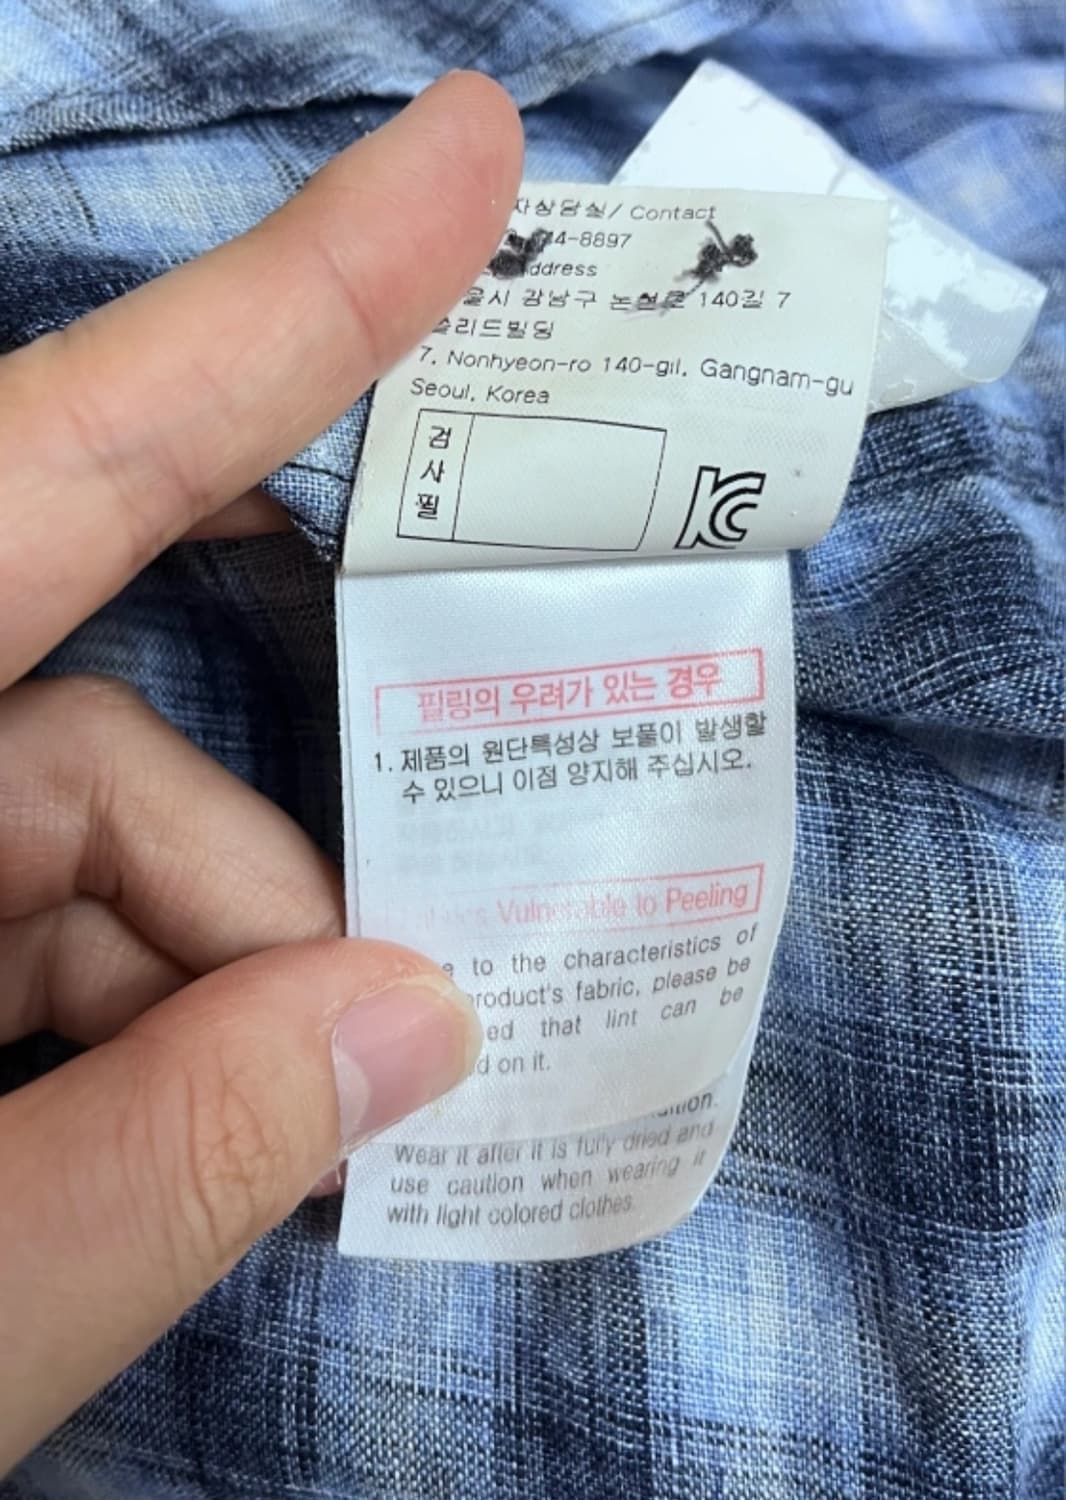 자상담실/ Contact
4-8897
ddress
울시 강남구 논현로 140길 7
솔리드빌딩
7, Nonhyeon-ro 140-gil, Gangnam-gu
Seoul, Korea
검
사
필
KC
필링의 우려가 있는 경우
1. 제품의 원단특성상 보풀이 발생할
수 있으니 이점 양지해 주십시오.
Vulnerable to Peeling
e to the characteristics of
product's fabric, please be
ed that lint can be
d on it.
Wear it after it is fully dried and
use caution when wearing it
with light colored clothes.